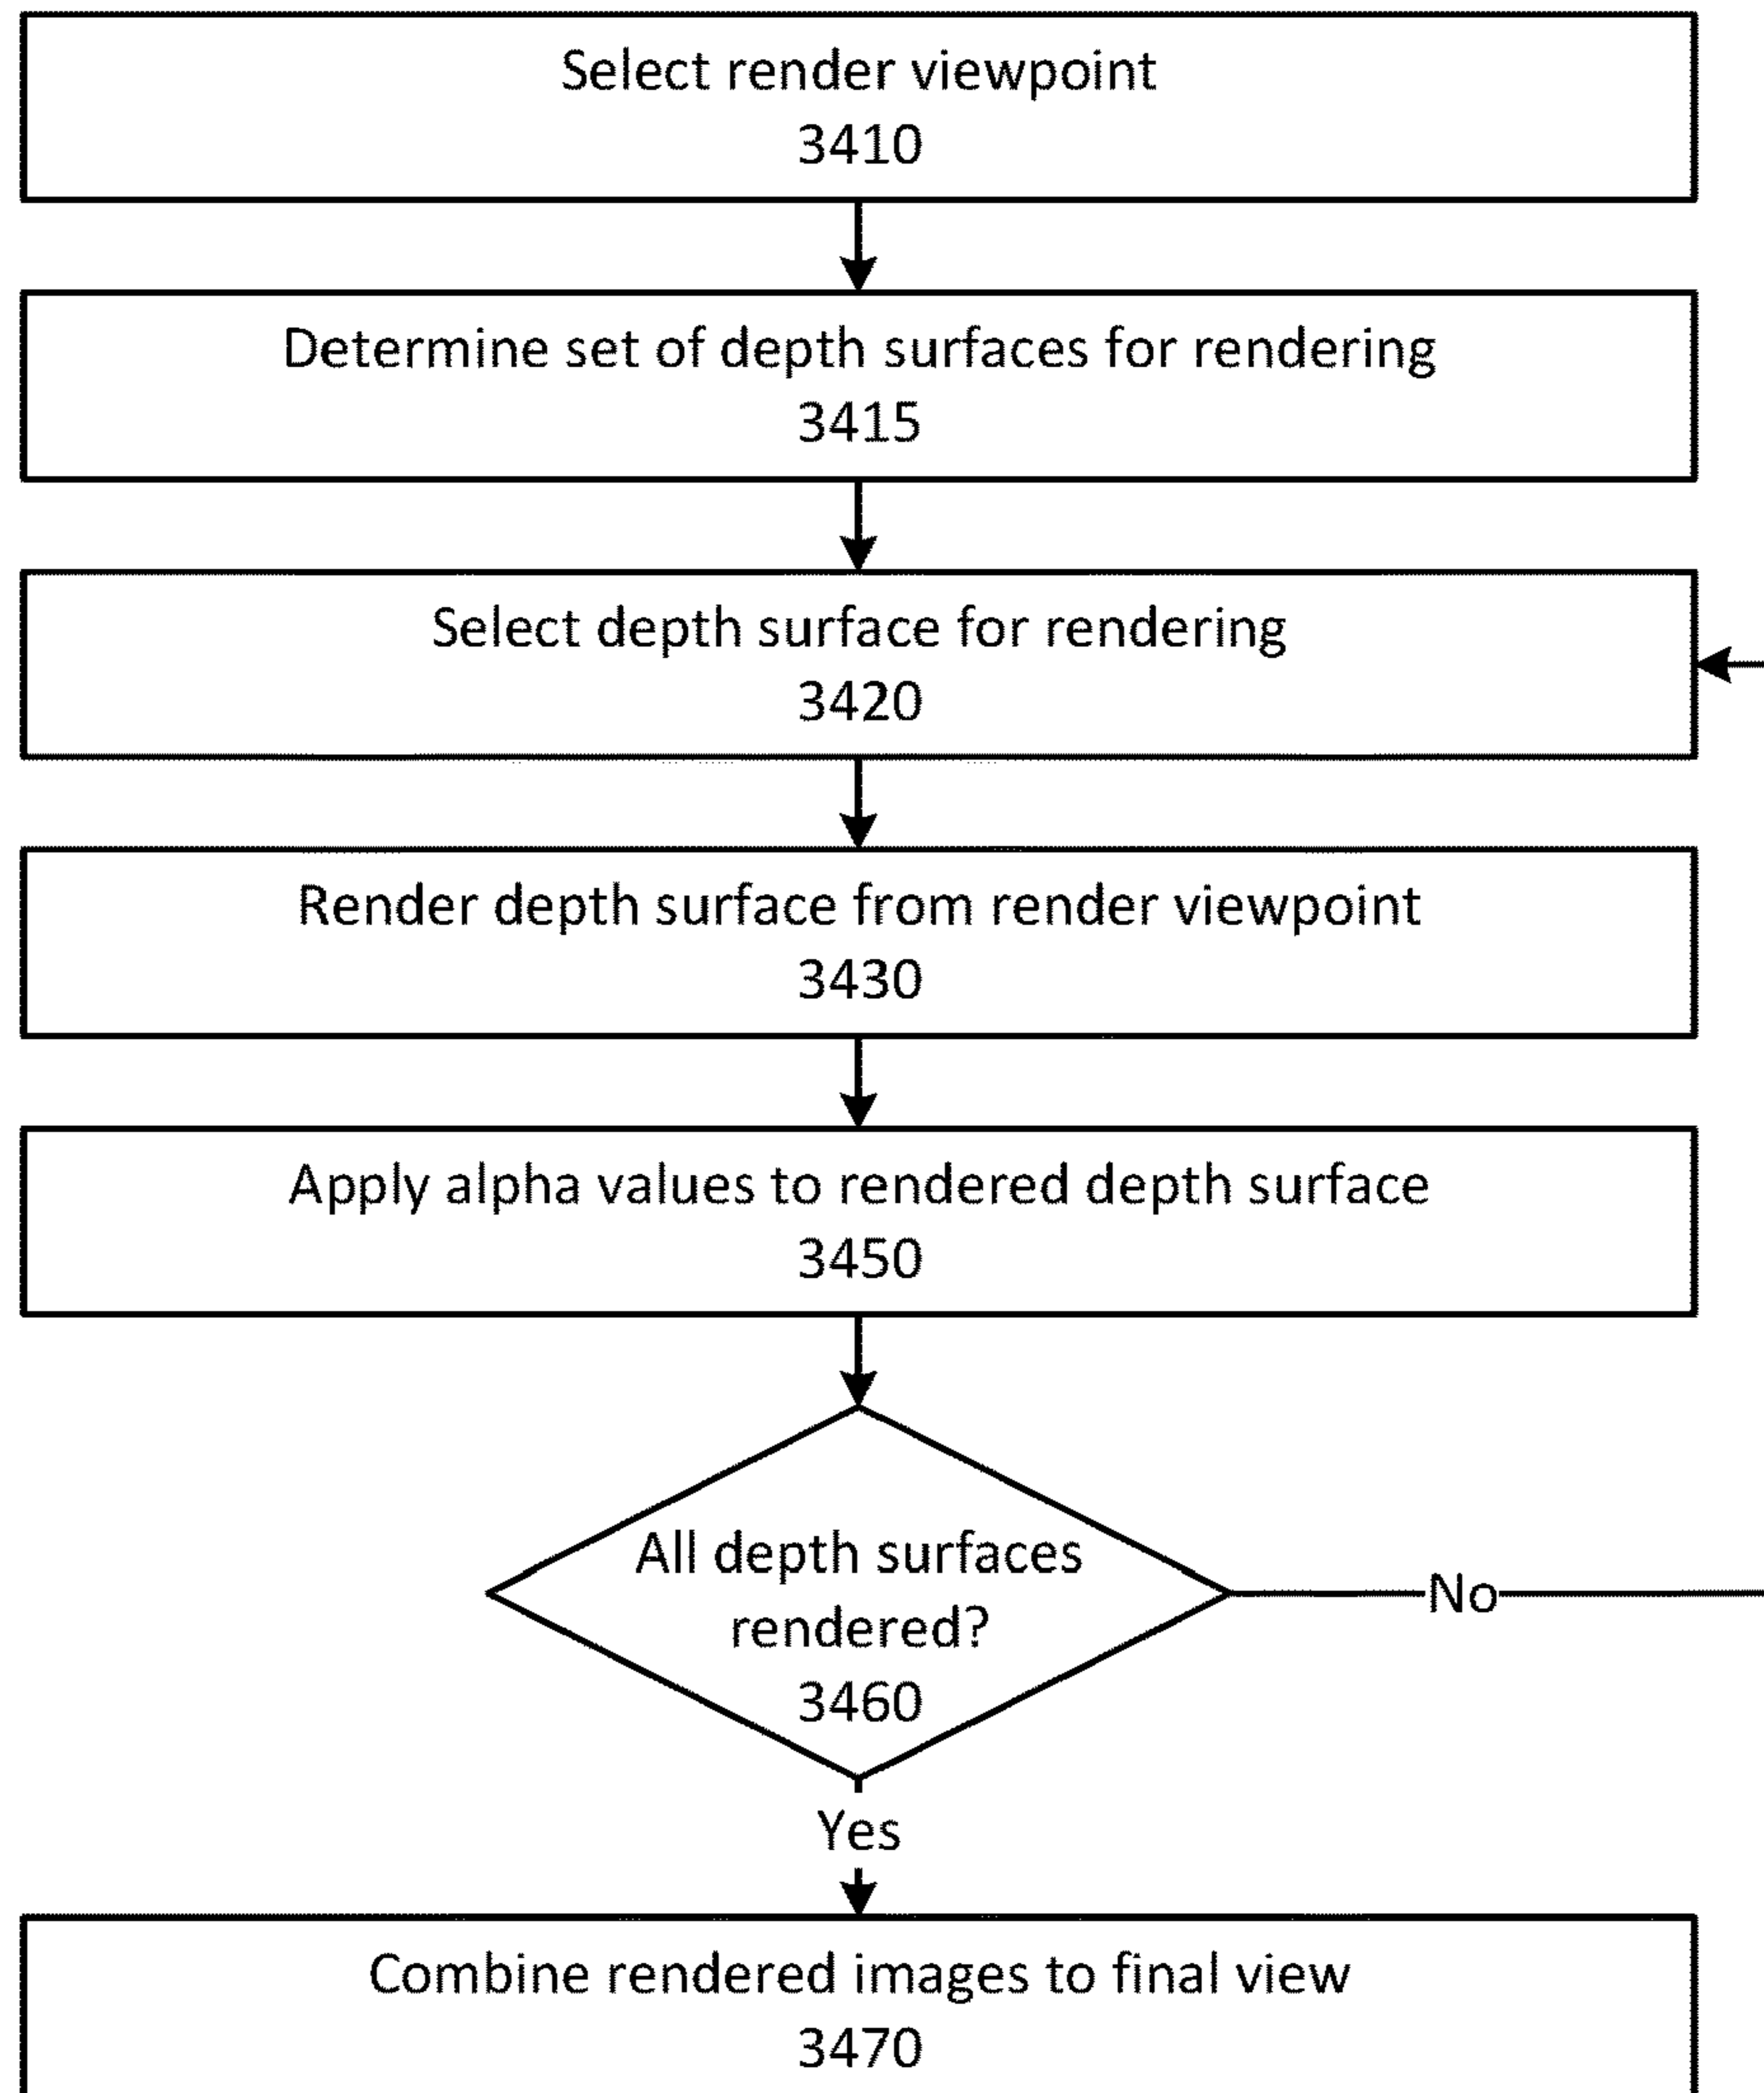 Select render viewpoint
3410
Determine set of depth surfaces for rendering
3415
Select depth surface for rendering
3420
Render depth surface from render viewpoint
3430
Apply alpha values to rendered depth surface
3450
All depth surfaces
rendered?
3460
No
Yes
Combine rendered images to final view
3470